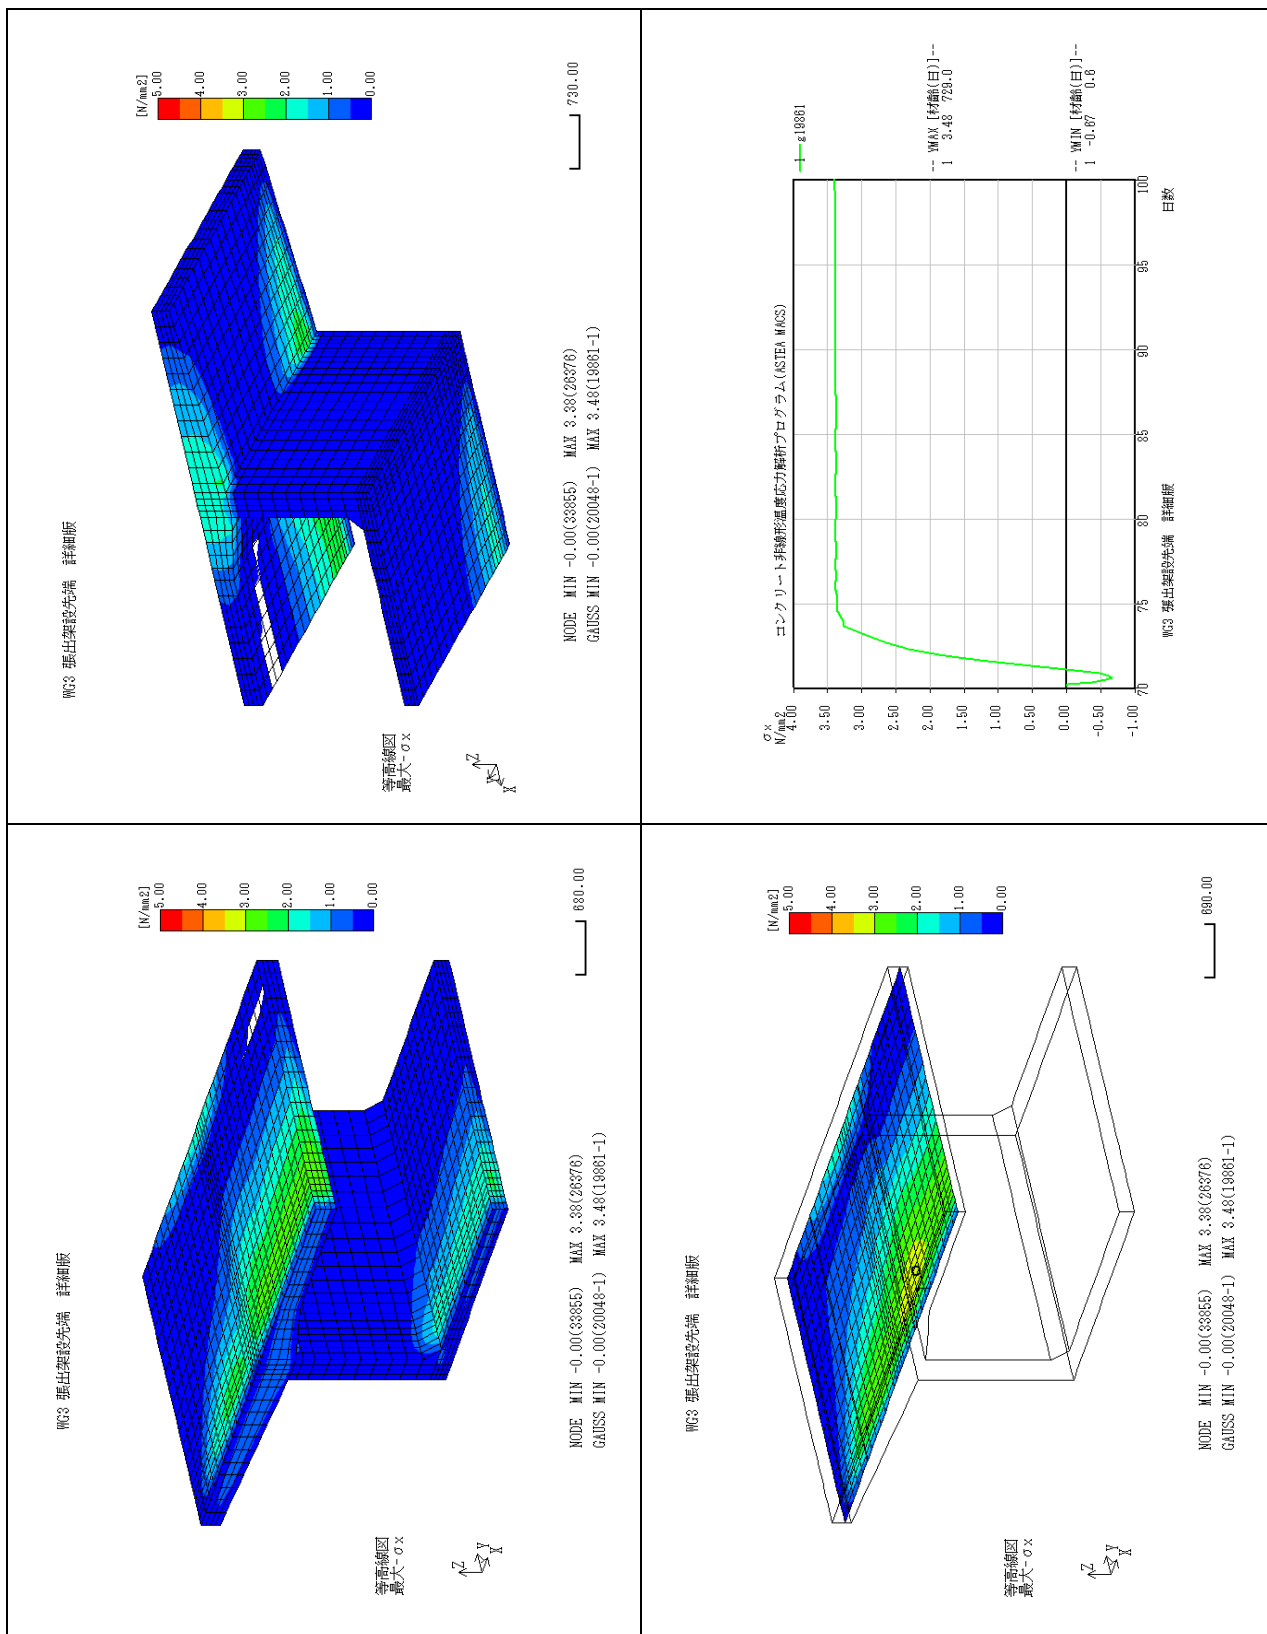 WG3 張出架設先端　詳細版
[N/mm2]
5.00
4.00
3.00
2.00
1.00
0.00
等高線図
最大-σx
Z
Y
X
680.00
NODE MIN -0.00(33855) MAX 3.38(26376)
GAUSS MIN -0.00(20048-1) MAX 3.48(19861-1)
WG3 張出架設先端　詳細版
[N/mm2]
5.00
4.00
3.00
2.00
1.00
0.00
等高線図
最大-σx
Z
Y
X
730.00
NODE MIN -0.00(33855) MAX 3.38(26376)
GAUSS MIN -0.00(20048-1) MAX 3.48(19861-1)
WG3 張出架設先端　詳細版
[N/mm2]
5.00
4.00
3.00
2.00
1.00
0.00
等高線図
最大-σx
Z
Y
X
690.00
NODE MIN -0.00(33855) MAX 3.38(26376)
GAUSS MIN -0.00(20048-1) MAX 3.48(19861-1)
コンクリート非線形温度応力解析プログラム(ASTEA MACS)
σx
N/mm2
4.00
3.50
3.00
2.50
2.00
1.50
1.00
0.50
0.00
-0.50
-1.00
70
75
80
85
90
95
100
日数
1 g19861
-- YMAX [材齢(日)]--
1 3.48 729.0
-- YMIN [材齢(日)]--
1 -0.67 0.6
WG3 張出架設先端　詳細版